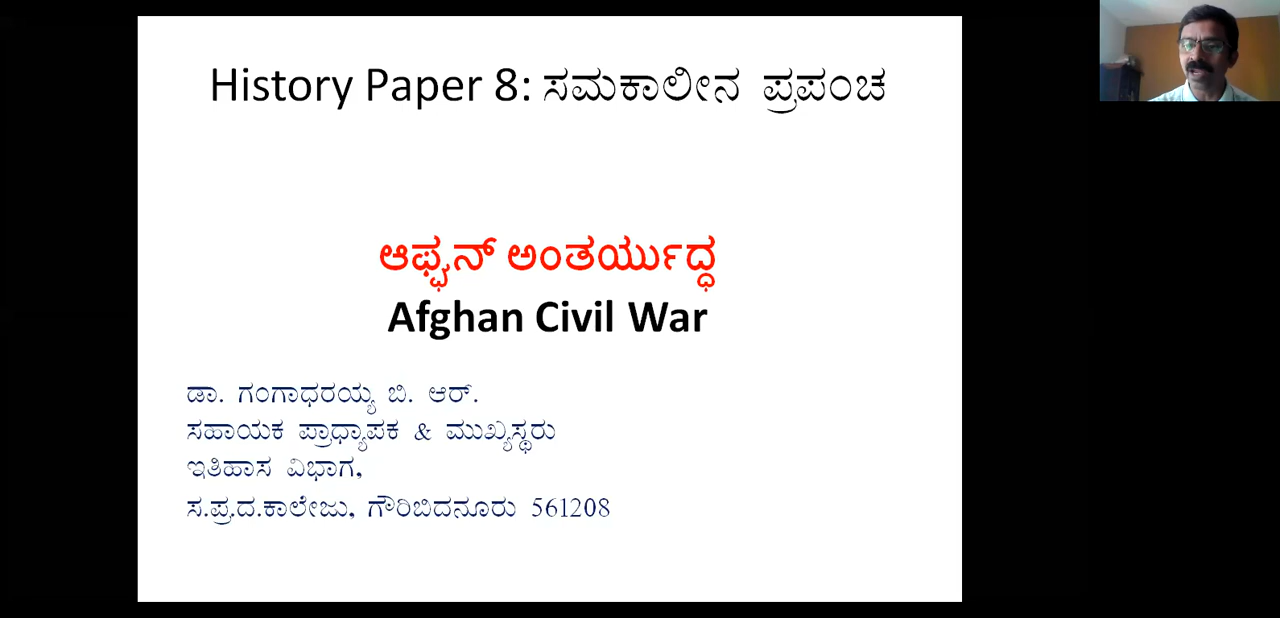 History Paper 8: ಸಮಕಾಲೀನ ಪ್ರಪಂಚ
ಆಫ್ಘನ್ ಅಂತರ್ಯುದ್ಧ
Afghan Civil War
ಡಾ. ಗಂಗಾಧರಯ್ಯ ಬಿ. ಆರ್.
ಸಹಾಯಕ ಪ್ರಾಧ್ಯಾಪಕ & ಮುಖ್ಯಸ್ಥರು
ಇತಿಹಾಸ ವಿಭಾಗ,
ಸ.ಪ್ರ.ದ.ಕಾಲೇಜು, ಗೌರಿಬಿದನೂರು 561208